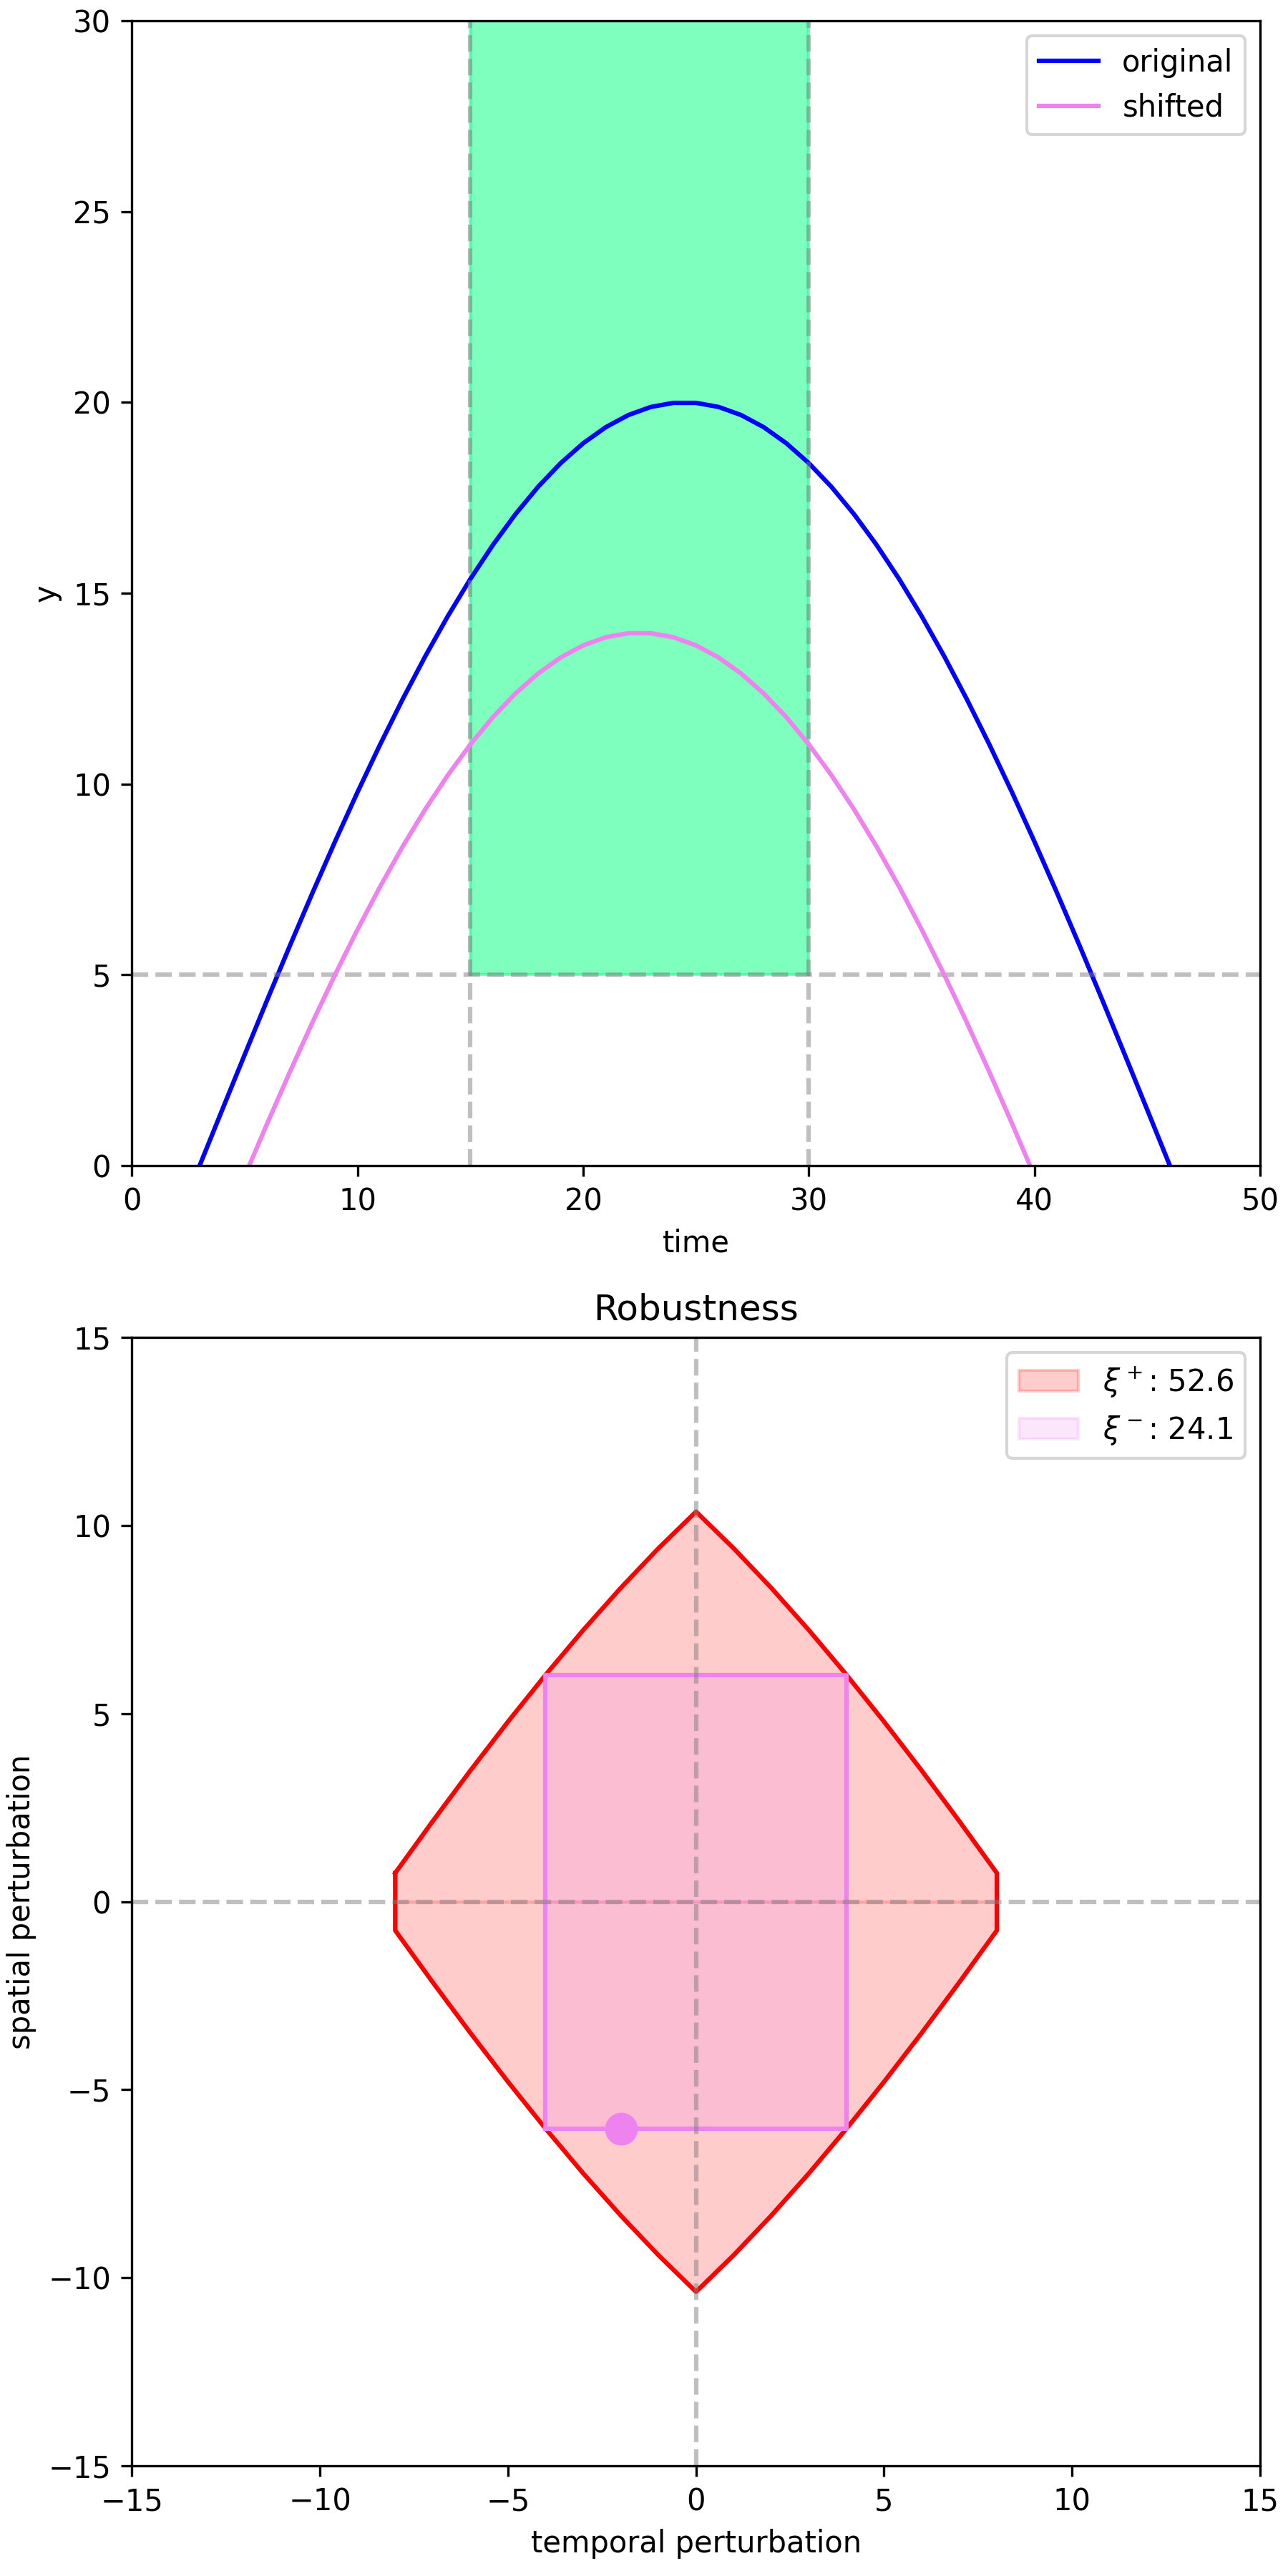 30
25
20
15
10
5
0
y
original
shifted
0 10 20 30 40 50
time
Robustness
15
10
5
0
−5
−10
−15
spatial perturbation
ξ⁺: 52.6
ξ⁻: 24.1
−15 −10 −5 0 5 10 15
temporal perturbation